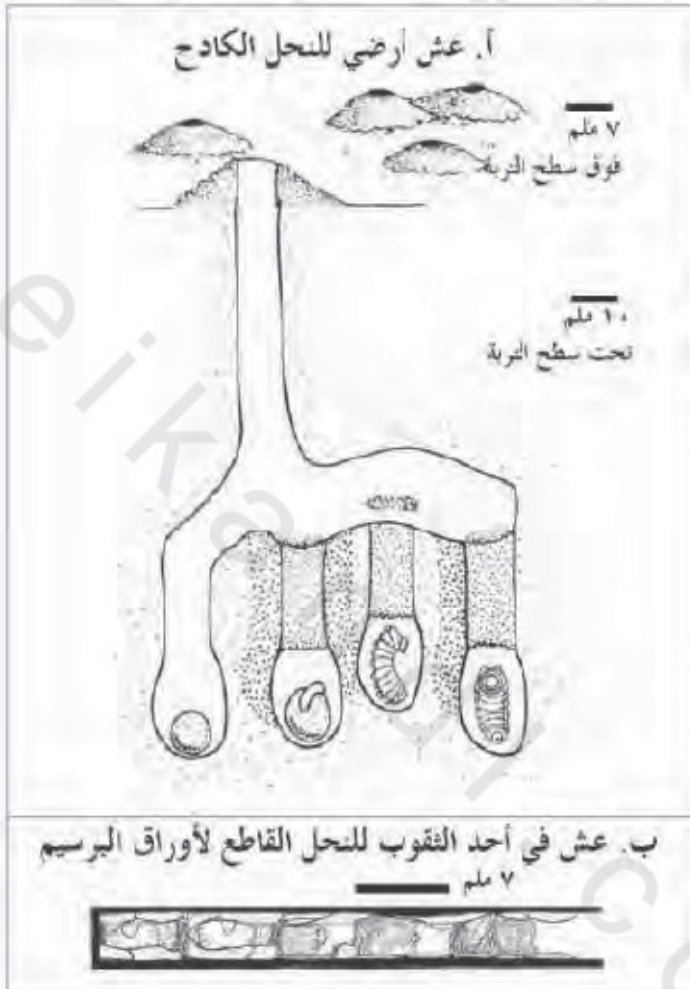 أ. عش أرضي للنحل الكادح
٧ ملم
فوق سطح التربة
١٠ ملم
تحت سطح التربة
ب. عش في أحد الثقوب للنحل القاطع لأوراق البرسيم
٧ ملم